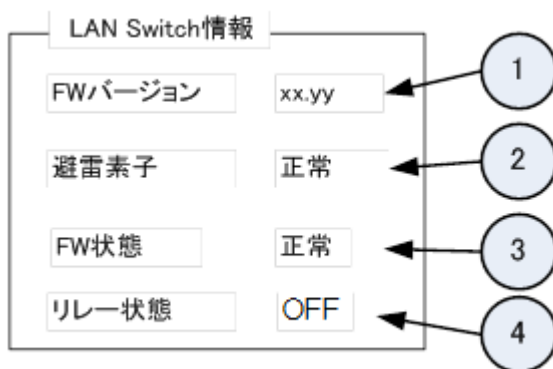 LAN Switch情報
FWバージョン xx.yy 1
避雷素子 正常 2
FW状態 正常 3
リレー状態 OFF 4